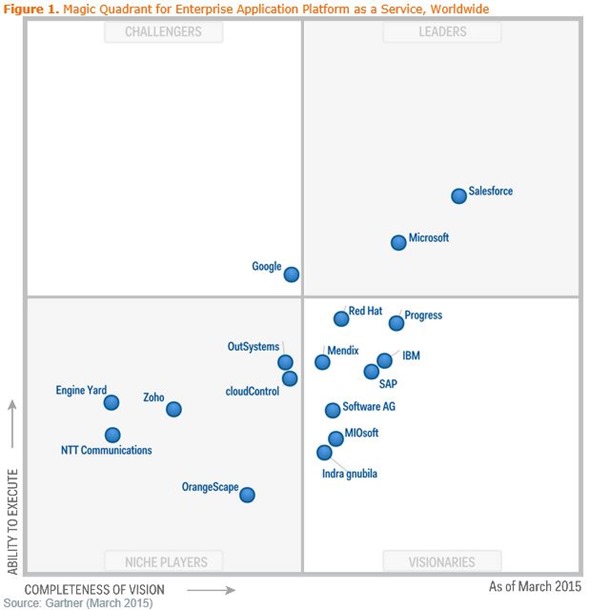 Figure 1. Magic Quadrant for Enterprise Application Platform as a Service, Worldwide
CHALLENGERS
LEADERS
Salesforce
Microsoft
Google
Red Hat
Progress
OutSystems
Mendix
IBM
cloudControl
SAP
Engine Yard
Zoho
Software AG
NTT Communications
MIOsoft
Indra gnubila
OrangeScape
ABILITY TO EXECUTE
NICHE PLAYERS
VISIONARIES
COMPLETENESS OF VISION
As of March 2015
Source: Gartner (March 2015)